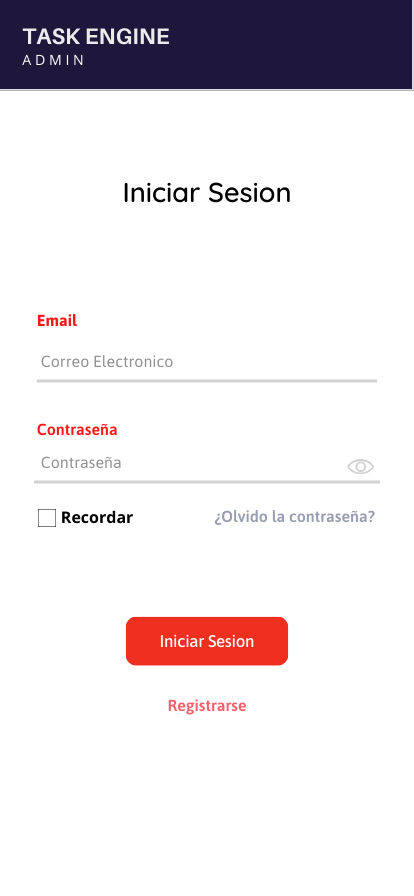 TASK ENGINE
ADMIN
Iniciar Sesion
Email
Correo Electronico
Contraseña
Contraseña
Recordar ¿Olvido la contraseña?
Iniciar Sesion
Registrarse